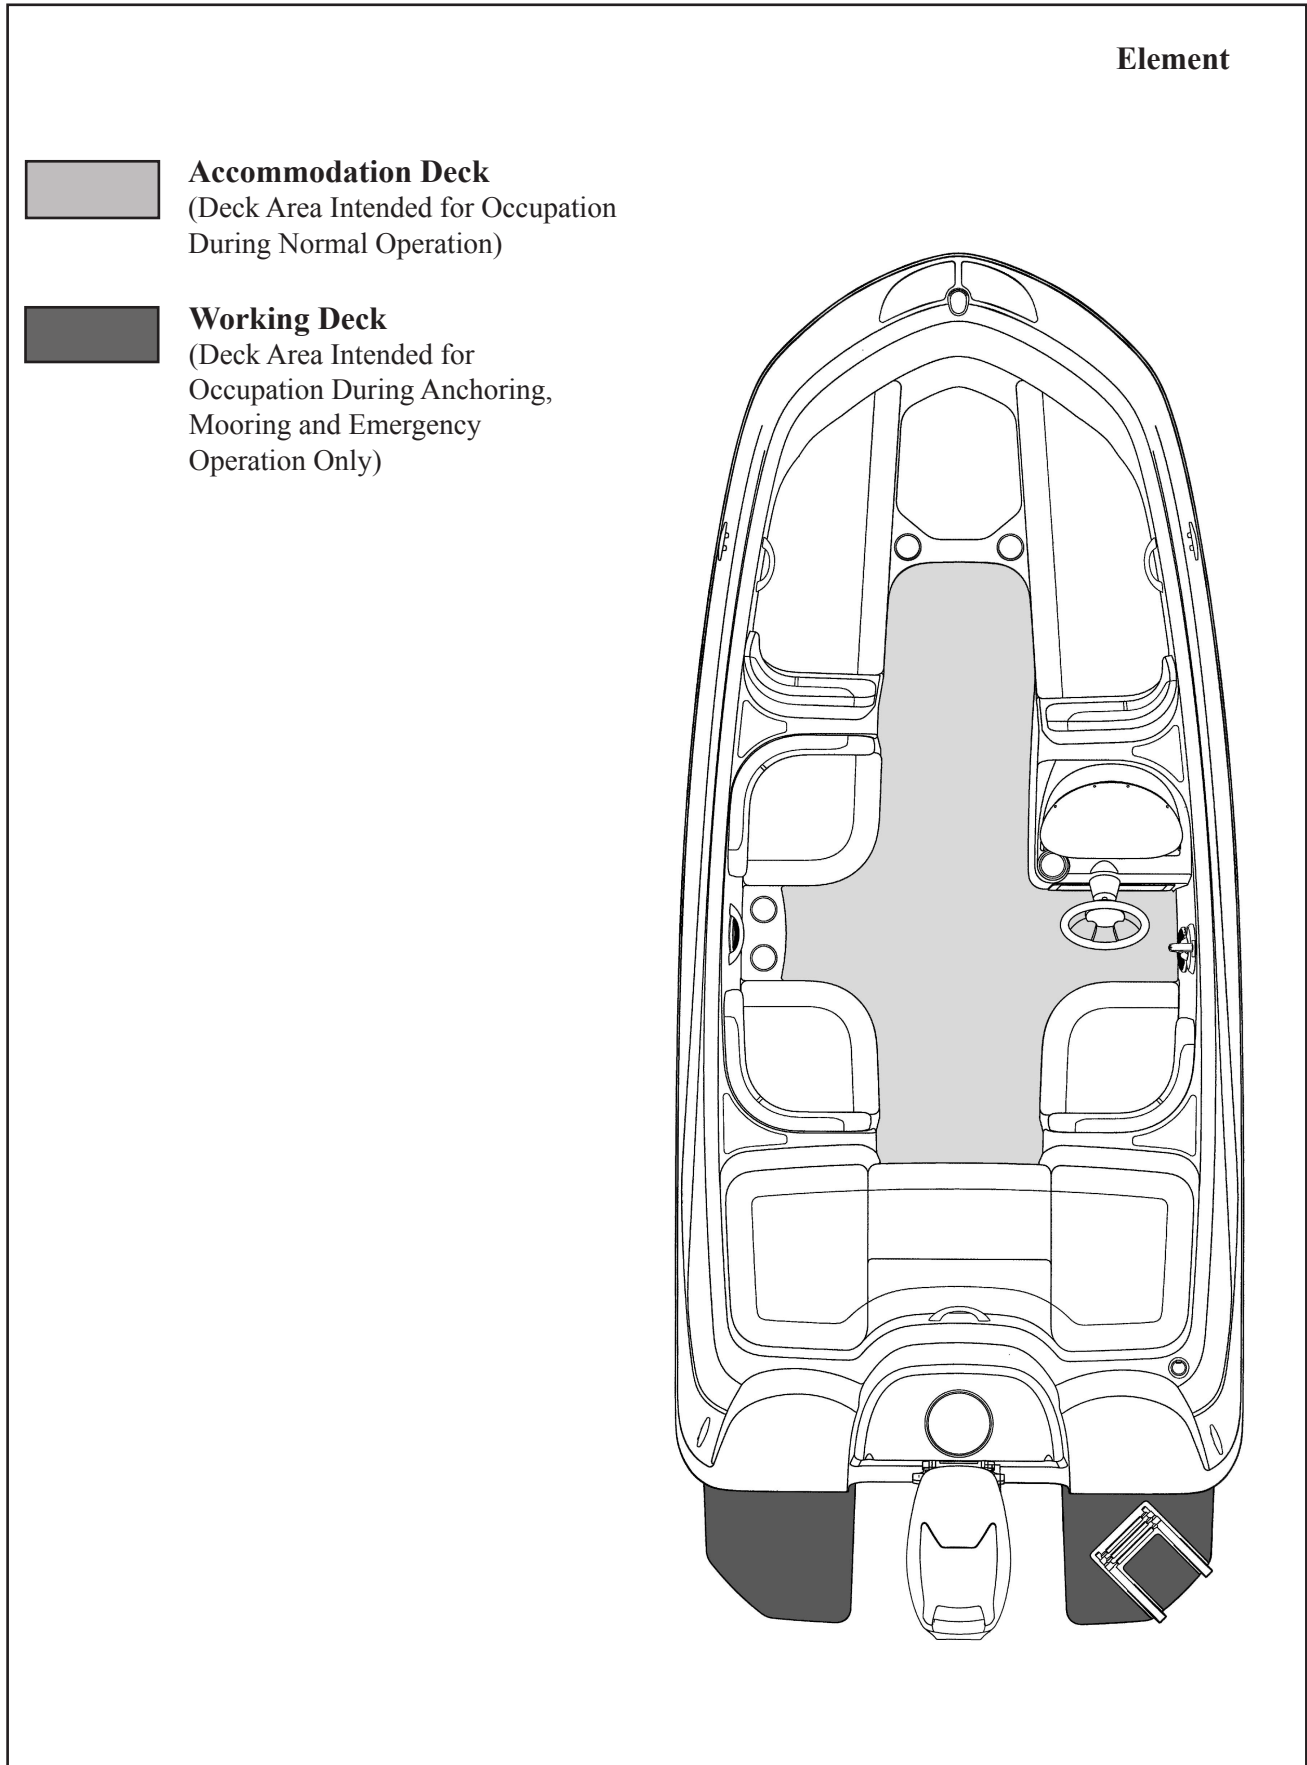 Element
Accommodation Deck
(Deck Area Intended for Occupation
During Normal Operation)
Working Deck
(Deck Area Intended for
Occupation During Anchoring,
Mooring and Emergency
Operation Only)